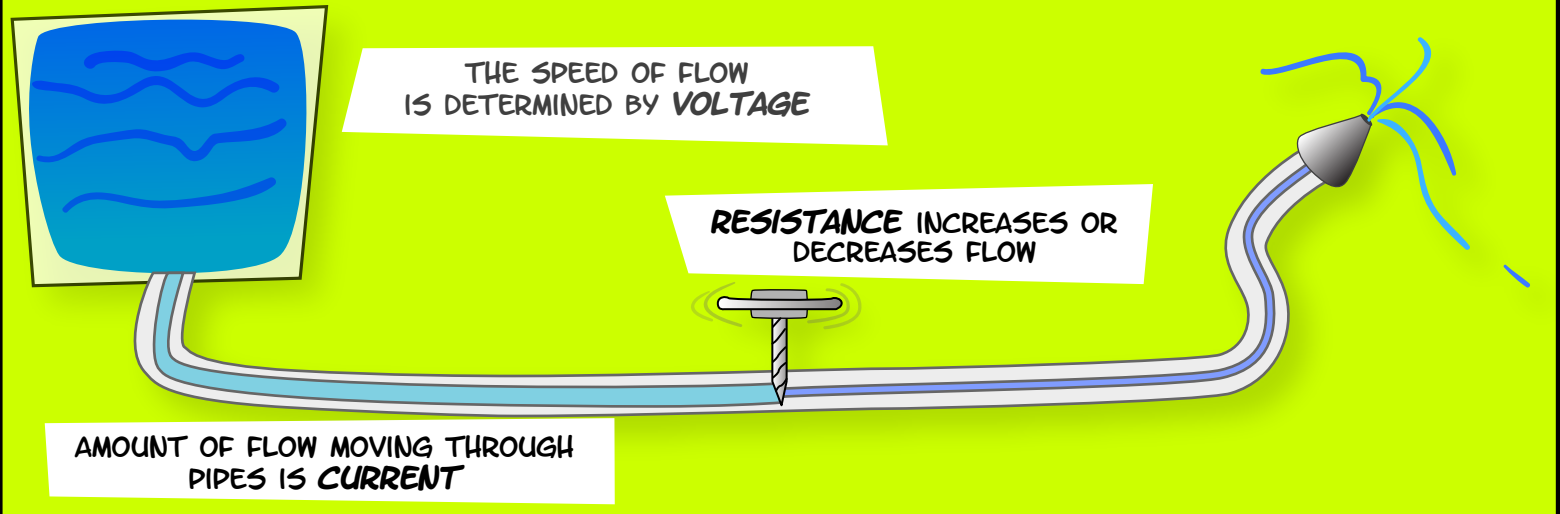 THE SPEED OF FLOW
IS DETERMINED BY VOLTAGE
RESISTANCE INCREASES OR
DECREASES FLOW
AMOUNT OF FLOW MOVING THROUGH
PIPES IS CURRENT